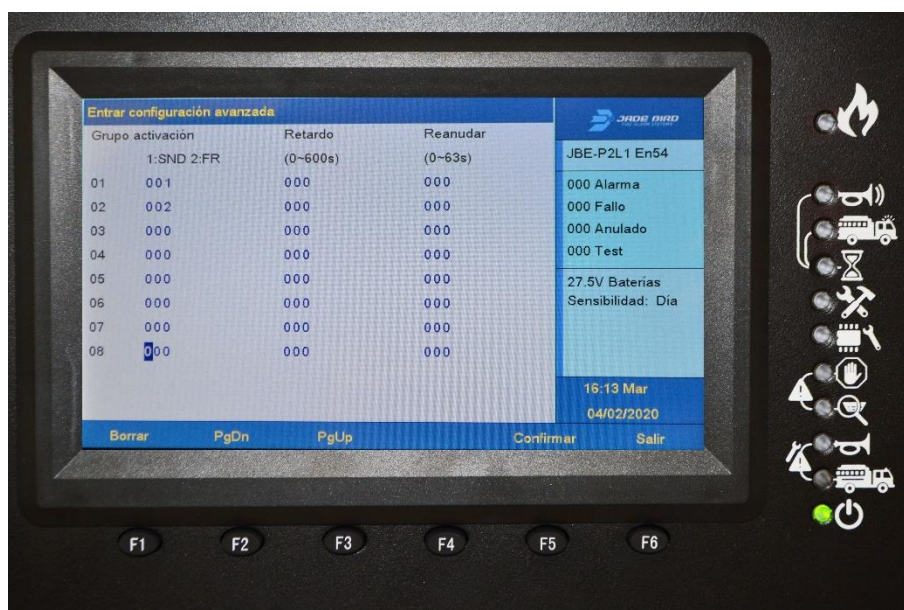 Entrar configuración avanzada
Grupo activación Retardo Reanudar
1:SND 2:FR (0~600s) (0~63s)
01 001 000 000
02 002 000 000
03 000 000 000
04 000 000 000
05 000 000 000
06 000 000 000
07 000 000 000
08 000 000 000
JADE BIRD
JBE-P2L1 En54
000 Alarma
000 Fallo
000 Anulado
000 Test
27.5V Baterías
Sensibilidad: Día
16:13 Mar
04/02/2020
Borrar PgDn PgUp Confirmar Salir
F1 F2 F3 F4 F5 F6